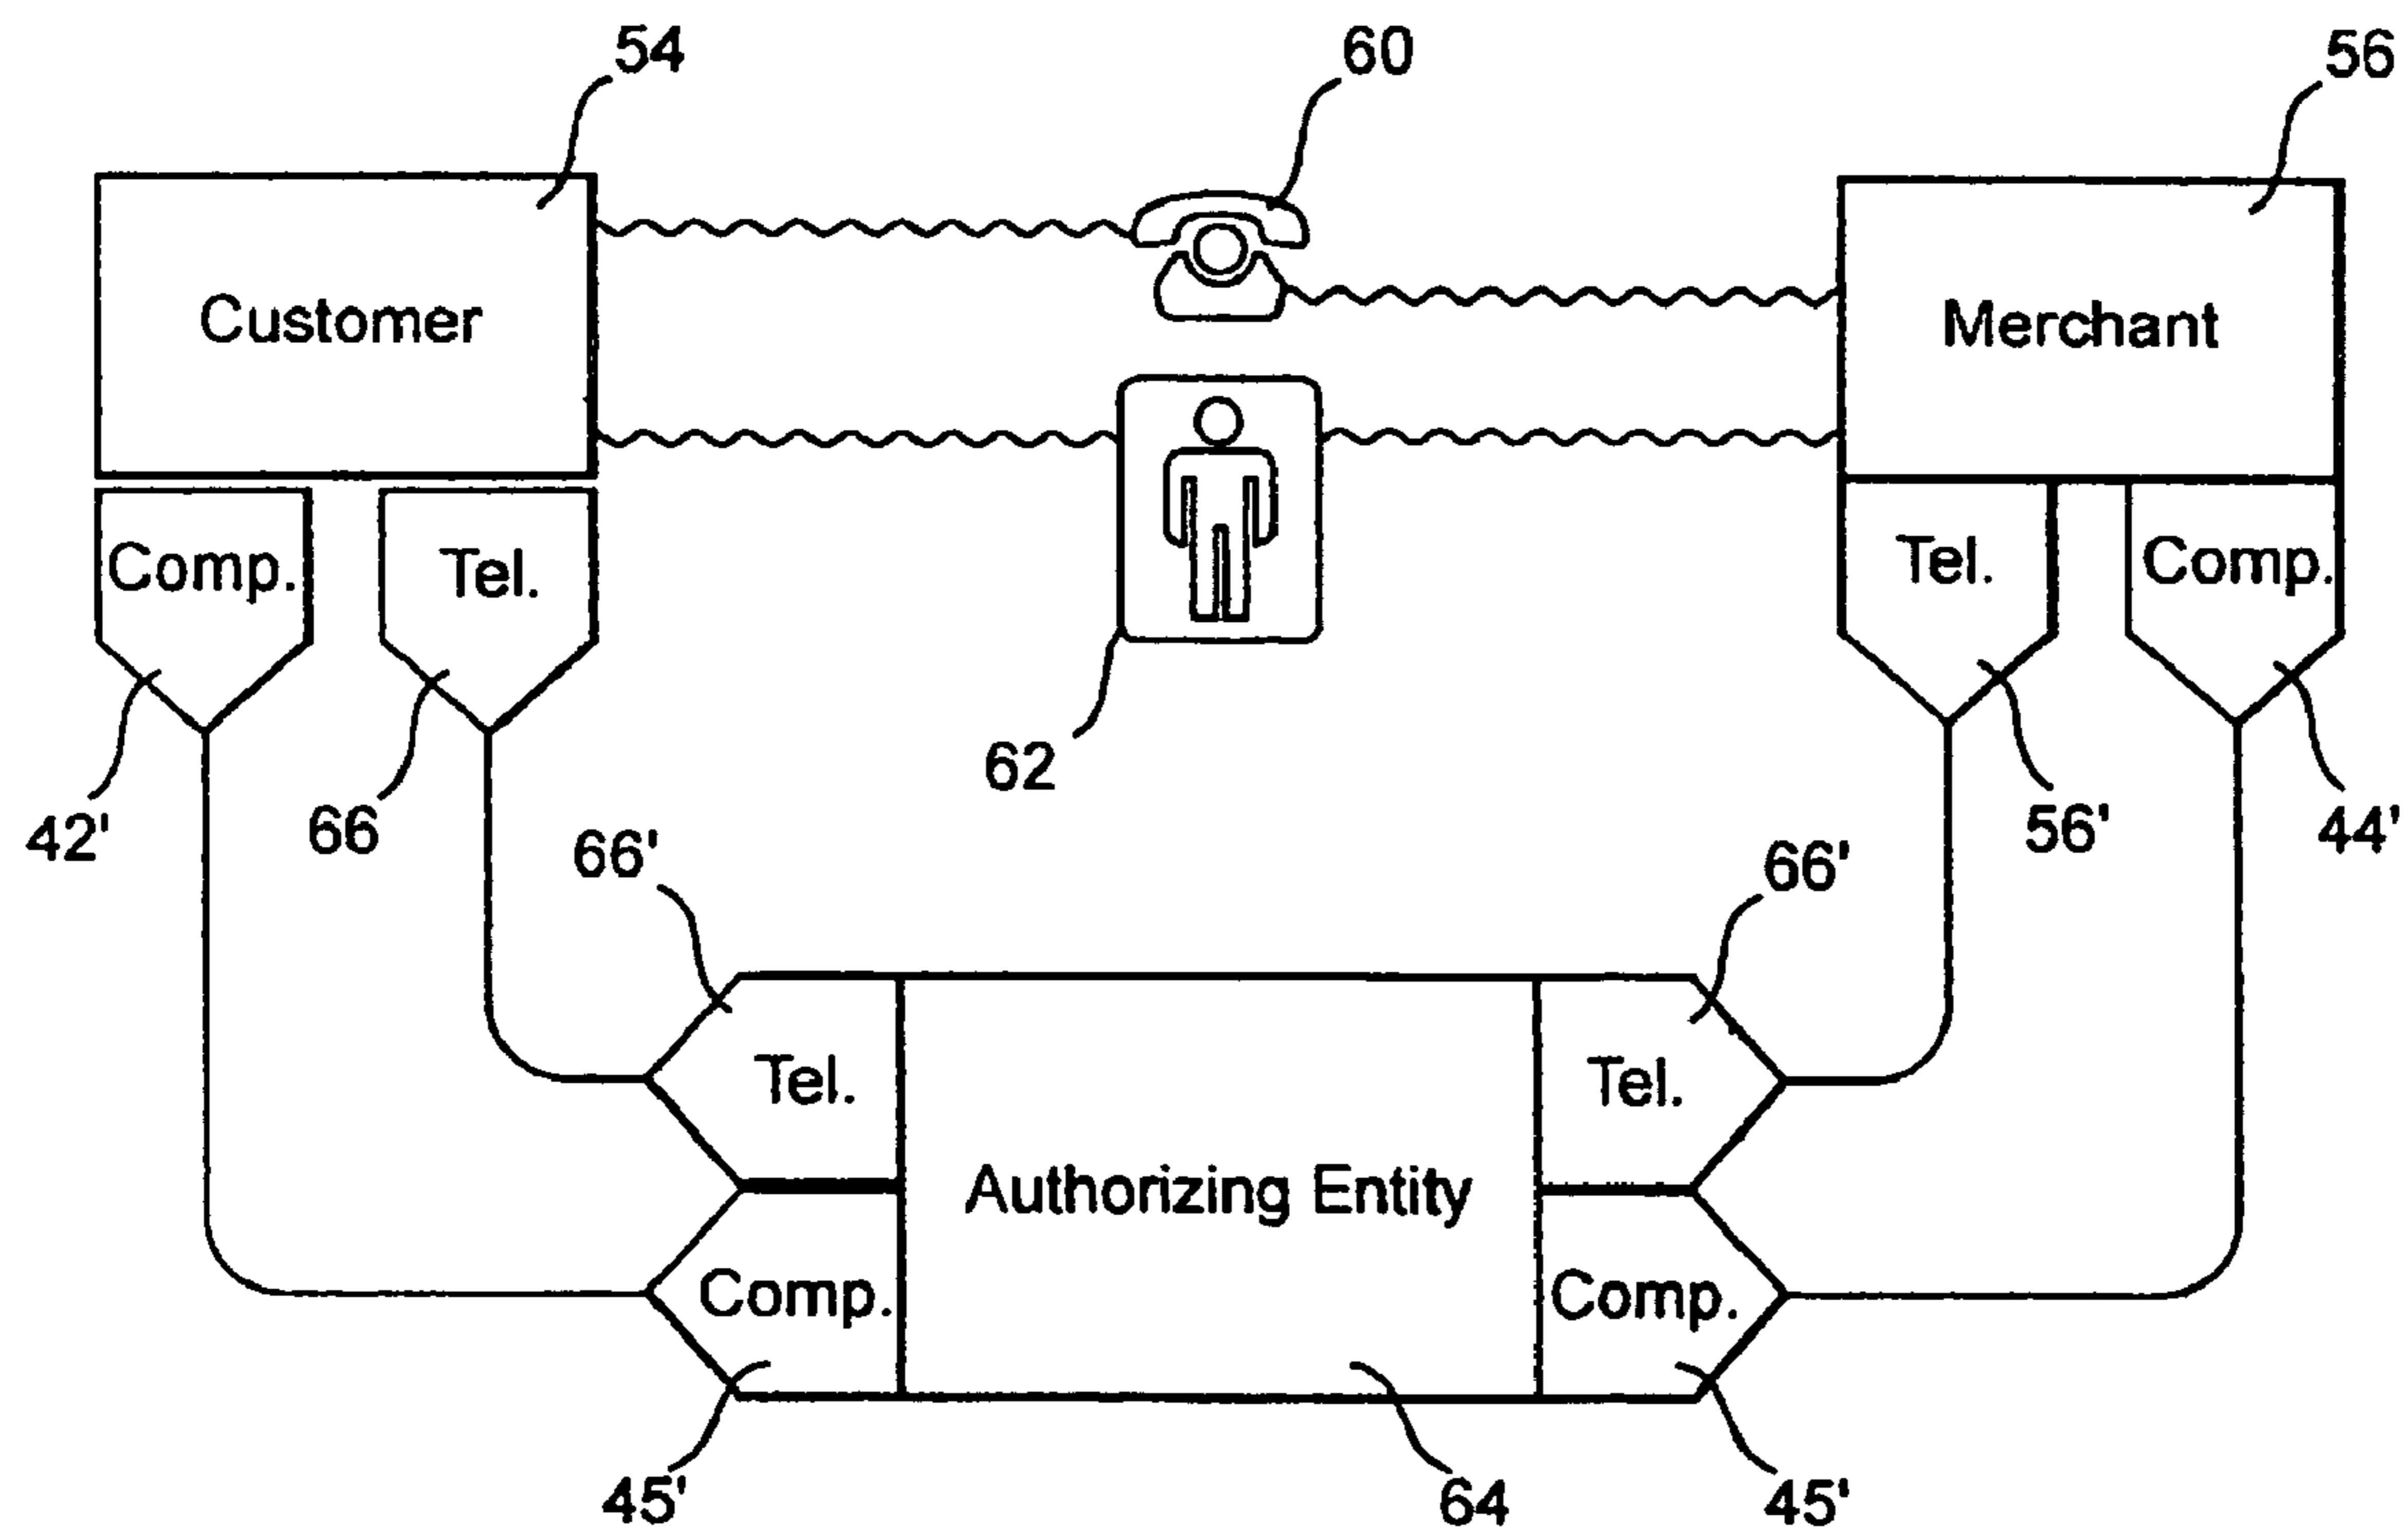 54
60
56
Customer
Merchant
Comp.
Tel.
Tel.
Comp.
62
42'
66
66'
66'
56'
44'
Tel.
Tel.
Authorizing Entity
Comp.
Comp.
45'
64
45'